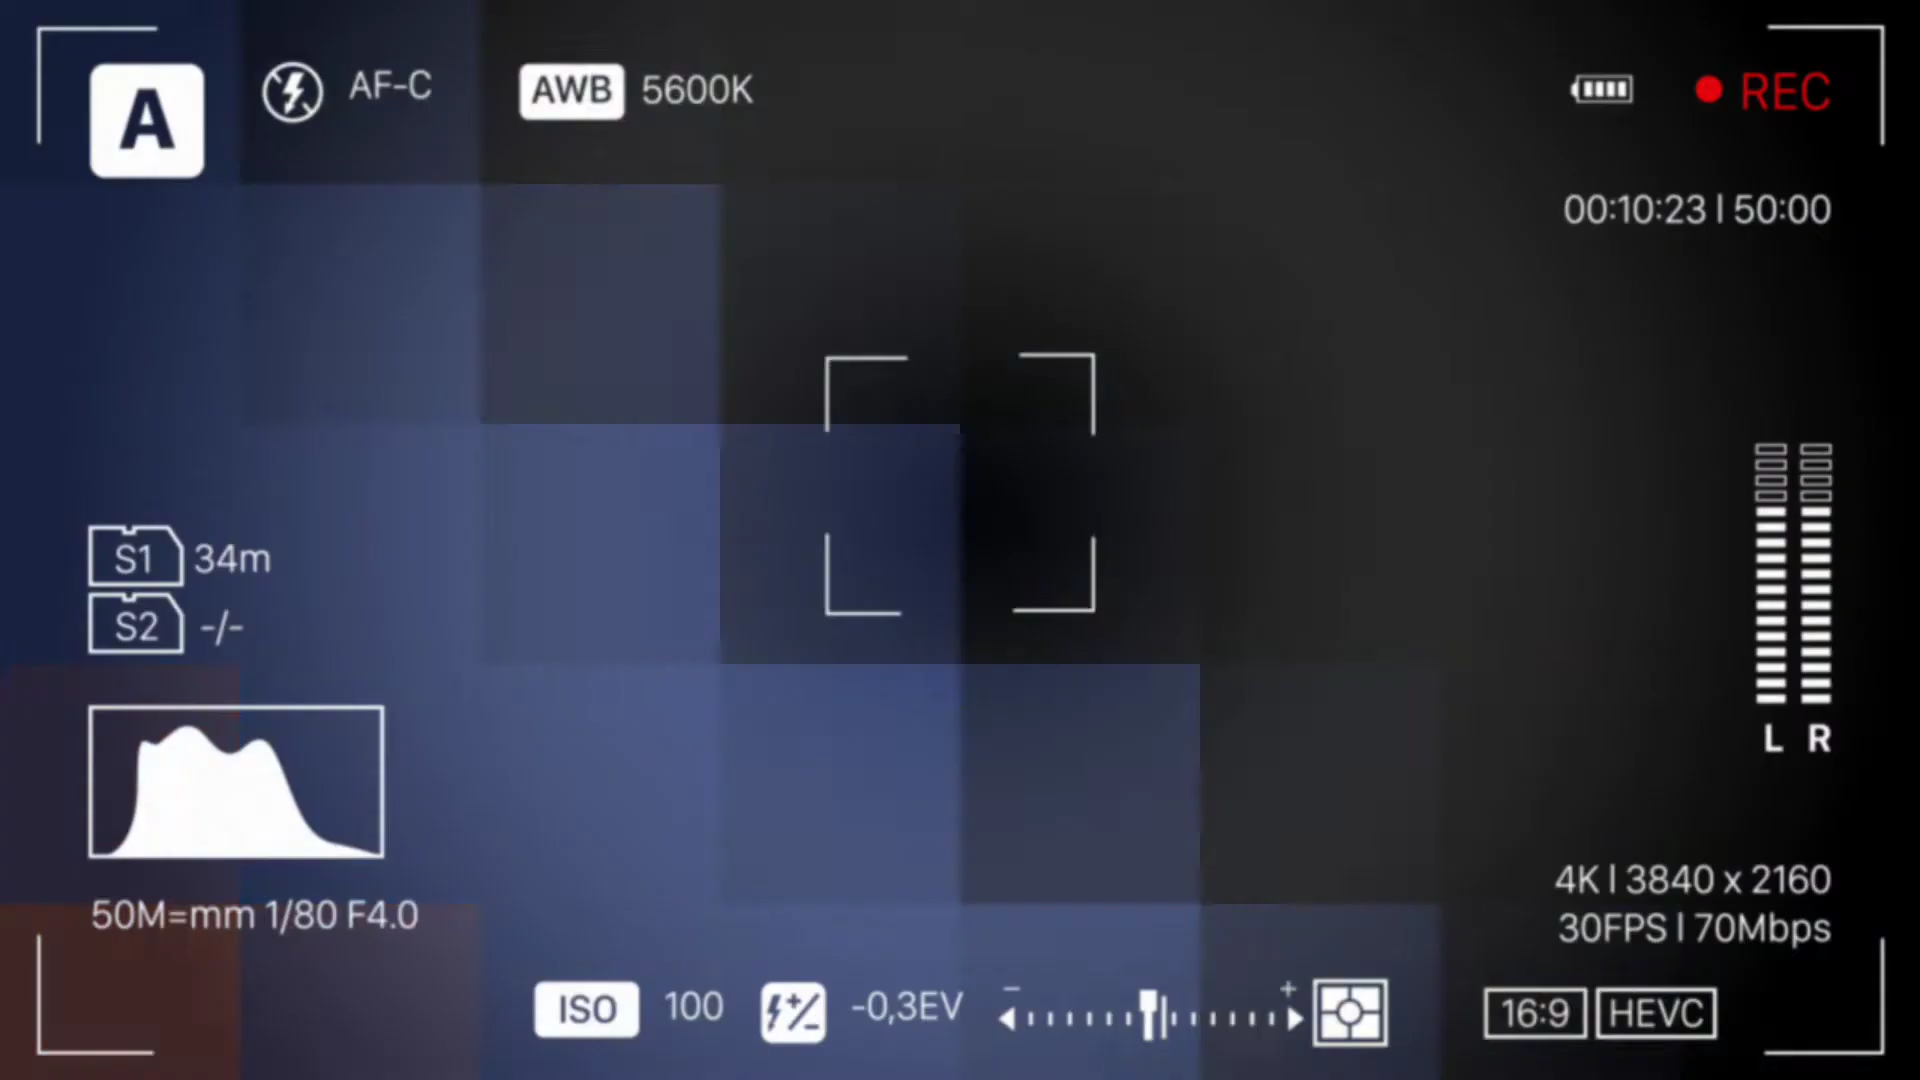 A
AF-C
AWB 5600K
REC
00:10:23 | 50:00
S1 34m
S2 -/-
L R
50M=mm 1/80 F4.0
4K | 3840 x 2160
30FPS | 70Mbps
ISO 100 -0,3EV - +
16:9 HEVC